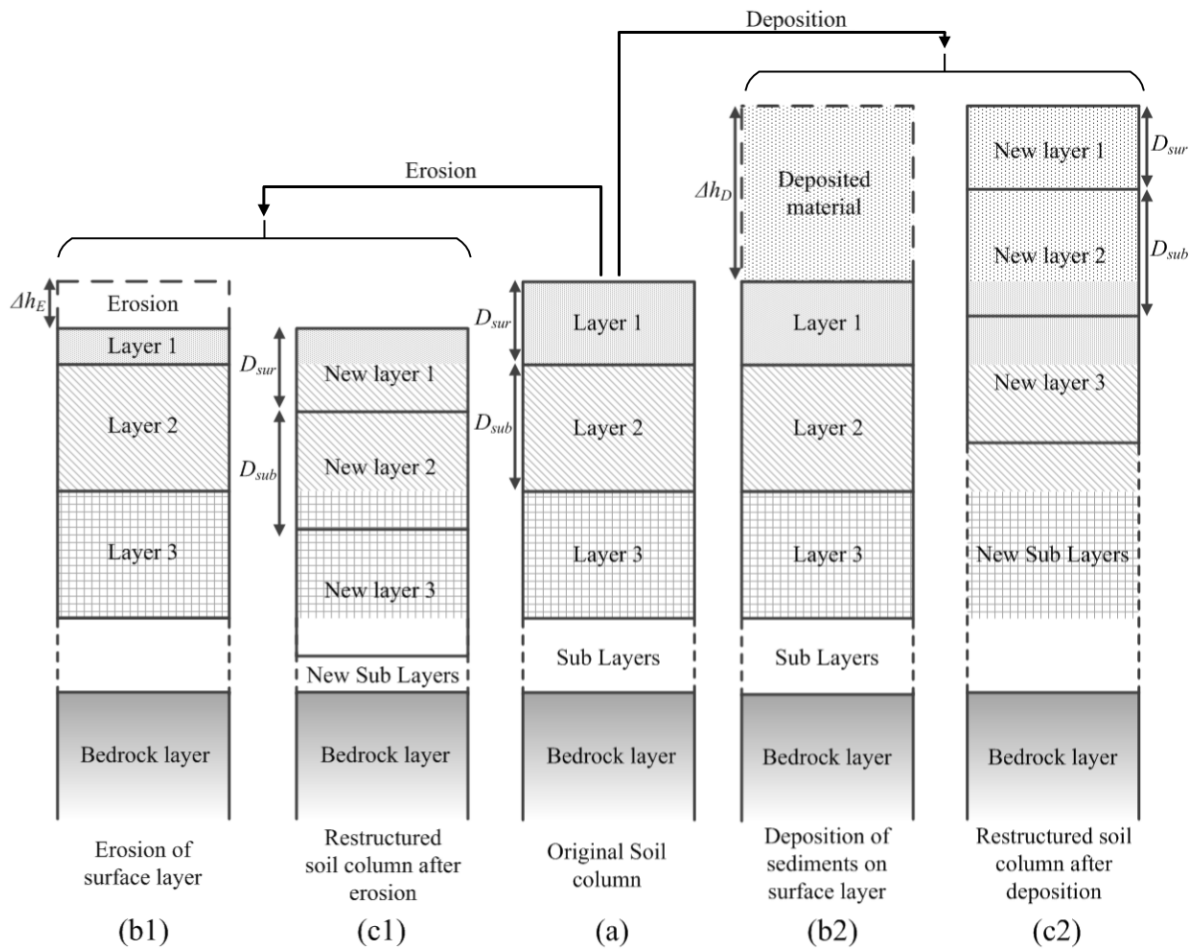 Deposition
Erosion
Δh_E
Erosion
Layer 1
Layer 2
Layer 3
Bedrock layer
Erosion of
surface layer
(b1)
D_sur
D_sub
New layer 1
New layer 2
New layer 3
New Sub Layers
Bedrock layer
Restructured
soil column after
erosion
(c1)
D_sur
D_sub
Layer 1
Layer 2
Layer 3
Sub Layers
Bedrock layer
Original Soil
column
(a)
Δh_D
Deposited
material
Layer 1
Layer 2
Layer 3
Sub Layers
Bedrock layer
Deposition of
sediments on
surface layer
(b2)
New layer 1
New layer 2
New layer 3
New Sub Layers
Bedrock layer
D_sur
D_sub
Restructured soil
column after
deposition
(c2)